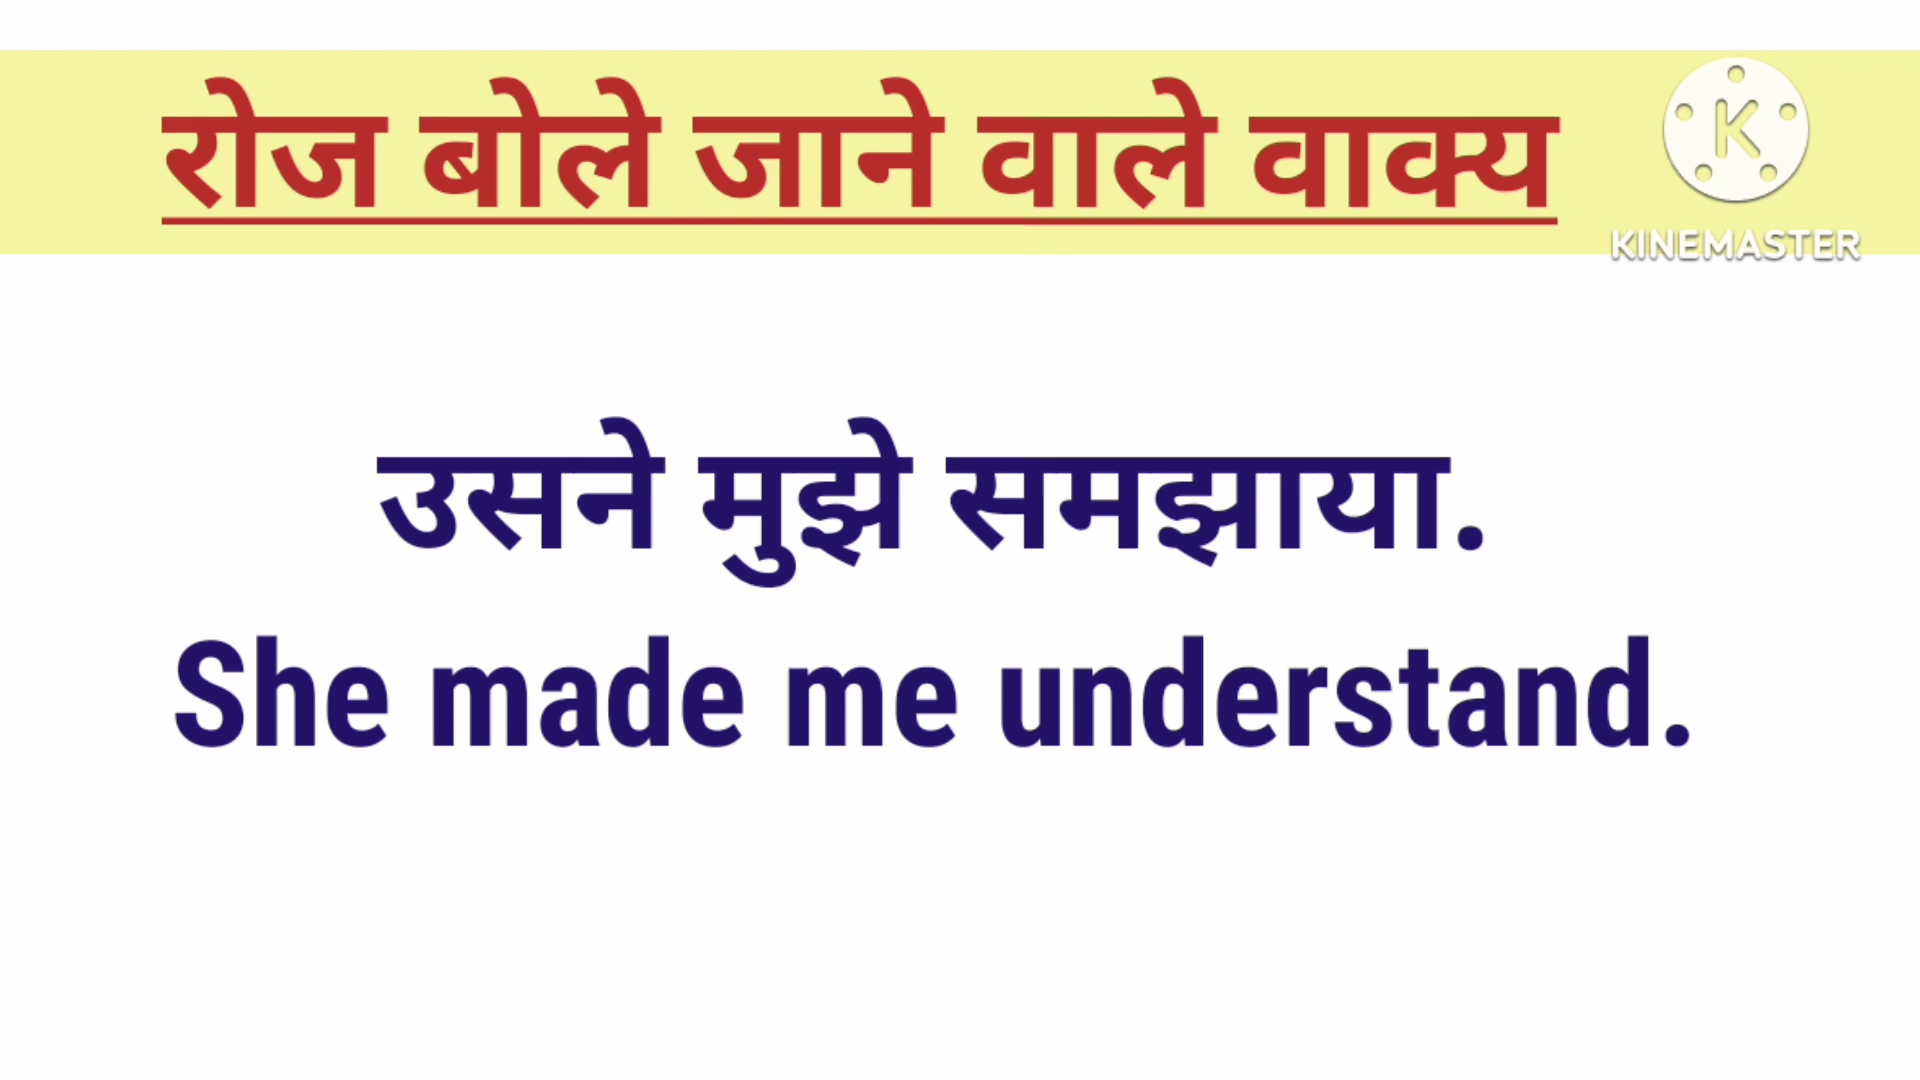 रोज बोले जाने वाले वाक्य
K
KINEMASTER
उसने मुझे समझाया.
She made me understand.